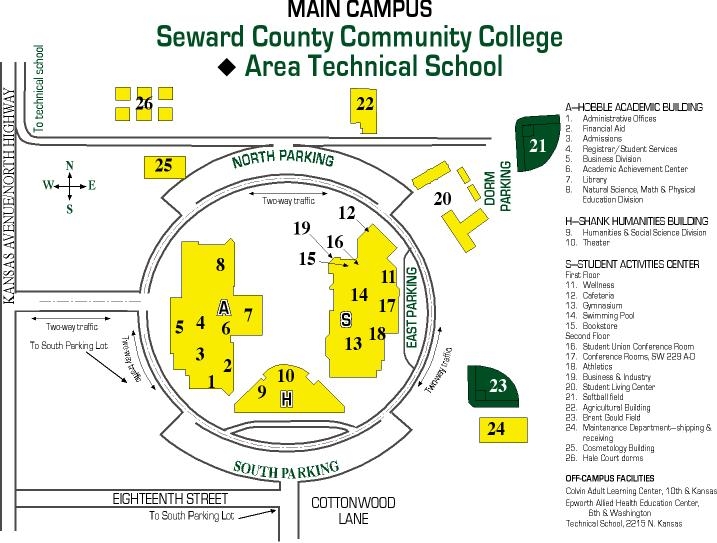 MAIN CAMPUS
Seward County Community College
◆ Area Technical School
To technical school
KANSAS AVENUE/NORTH HIGHWAY
N
W E
S
26
22
21
25
NORTH PARKING
Two-way traffic
20
DORM
PARKING
12
19
16
15
8
11
14
17
A
7
5
4
6
S
18
13
3
2
1
EAST PARKING
10
9
H
Two-way traffic
To South Parking Lot
Two-way traffic
Two-way traffic
23
24
SOUTH PARKING
EIGHTEENTH STREET
To South Parking Lot
COTTONWOOD
LANE
A—HOBBLE ACADEMIC BUILDING
1. Administrative Offices
2. Financial Aid
3. Admissions
4. Registrar/Student Services
5. Business Division
6. Academic Achievement Center
7. Library
8. Natural Science, Math & Physical
Education Division
H—SHANK HUMANITIES BUILDING
9. Humanities & Social Science Division
10. Theater
S—STUDENT ACTIVITIES CENTER
First Floor
11. Wellness
12. Cafeteria
13. Gymnasium
14. Swimming Pool
15. Bookstore
Second Floor
16. Student Union Conference Room
17. Conference Rooms, SW 229 A-D
18. Athletics
19. Business & Industry
20. Student Living Center
21. Softball field
22. Agricultural Building
23. Brent Gould Field
24. Maintenance Department—shipping &
receiving
25. Cosmetology Building
26. Hale Court dorms
OFF-CAMPUS FACILITIES
Colvin Adult Learning Center, 10th & Kansas
Epworth Allied Health Education Center,
6th & Washington
Technical School, 2215 N. Kansas